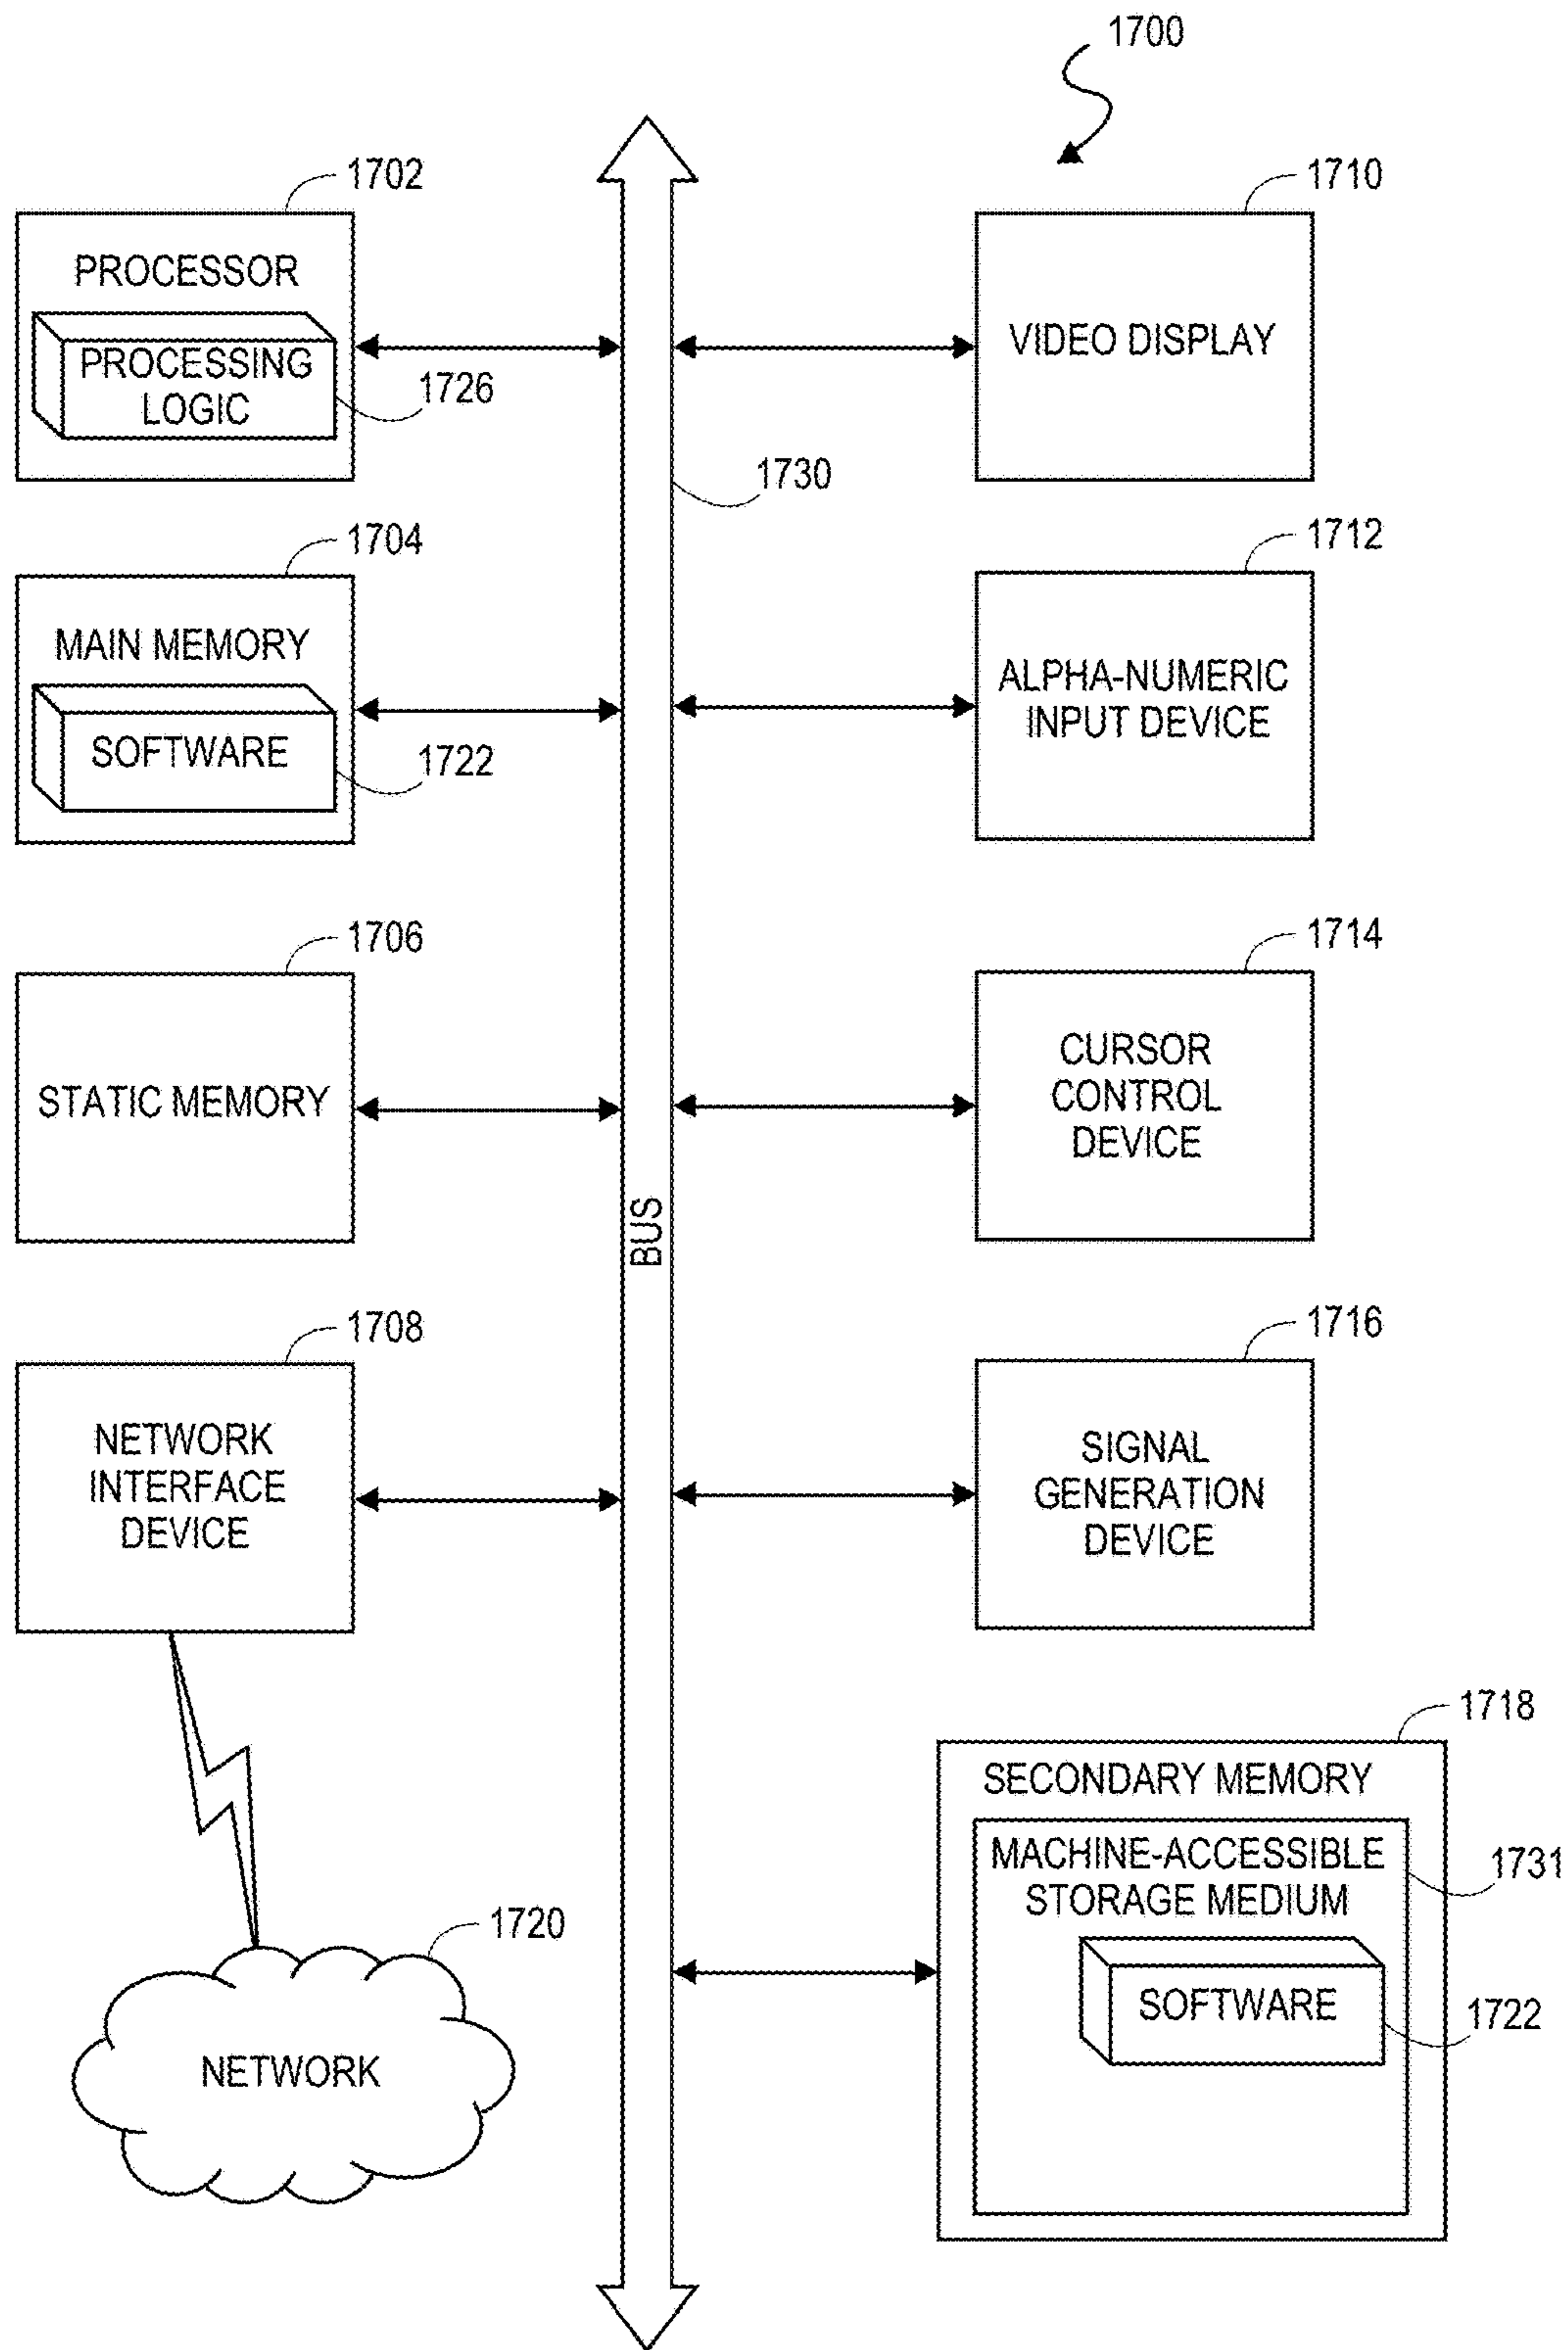 1700
1702
PROCESSOR
PROCESSING
LOGIC
1726
1710
VIDEO DISPLAY
1730
1704
MAIN MEMORY
SOFTWARE
1722
1712
ALPHA-NUMERIC
INPUT DEVICE
1706
STATIC MEMORY
1714
CURSOR
CONTROL
DEVICE
BUS
1708
NETWORK
INTERFACE
DEVICE
1716
SIGNAL
GENERATION
DEVICE
1718
SECONDARY MEMORY
MACHINE-ACCESSIBLE
STORAGE MEDIUM
1731
SOFTWARE
1722
1720
NETWORK